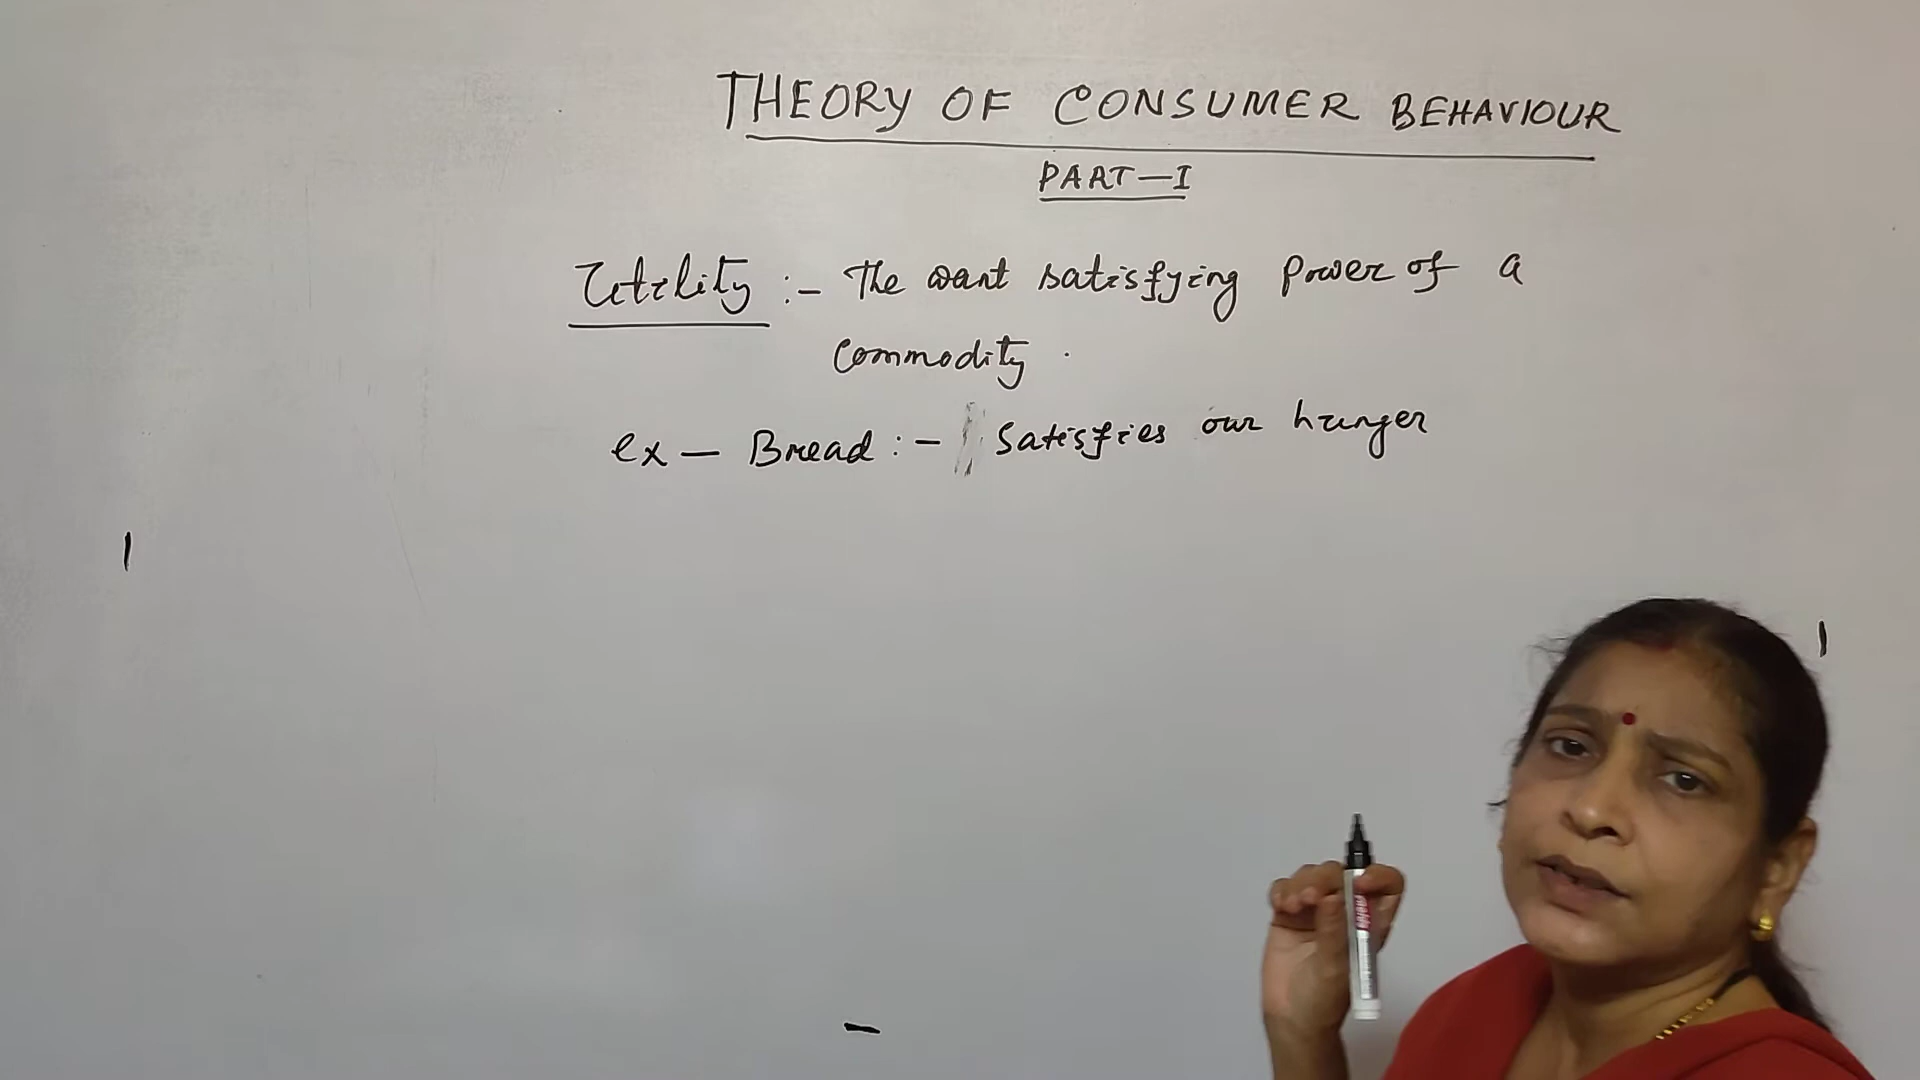 THEORY OF CONSUMER BEHAVIOUR
PART-I
Utility :- The want satisfying power of a
commodity.
ex - Bread :- Satisfies our hunger